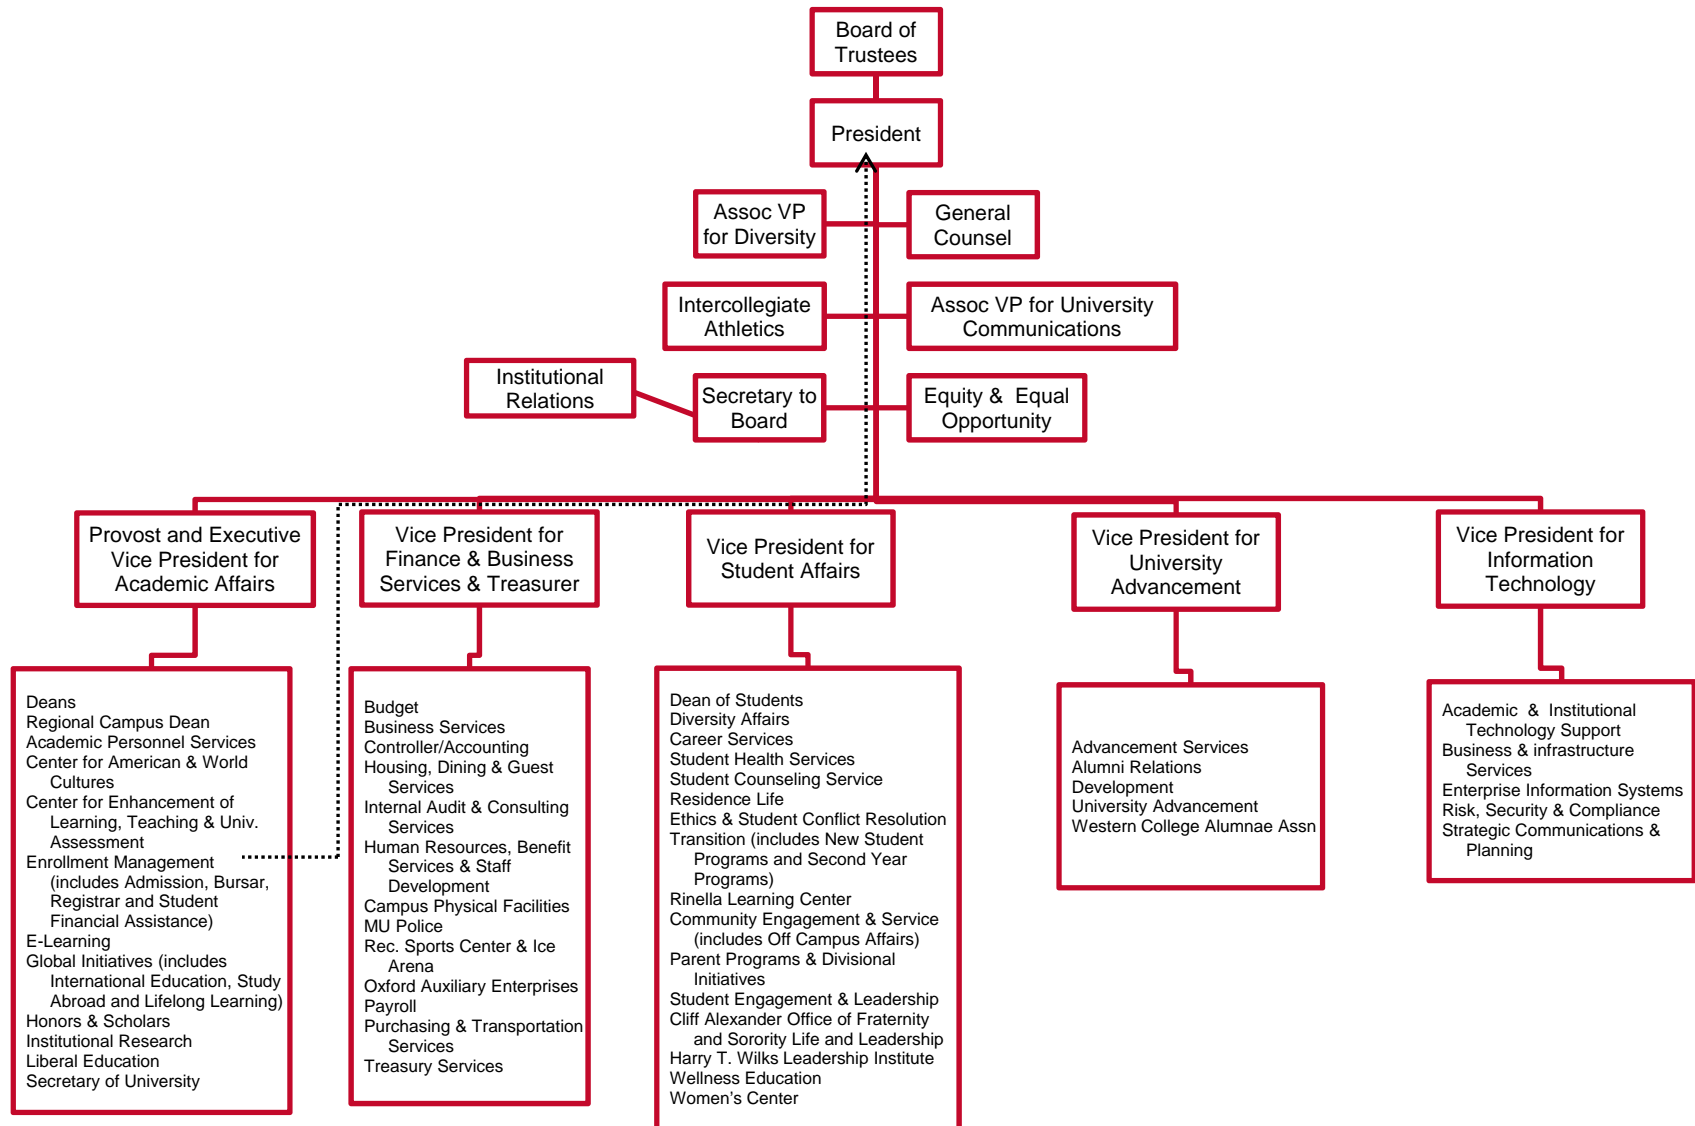 Board of
Trustees
President
Assoc VP
for Diversity
General
Counsel
Intercollegiate
Athletics
Assoc VP for University
Communications
Institutional
Relations
Secretary to
Board
Equity &  Equal
Opportunity
Provost and Executive
Vice President for
Academic Affairs
Vice President for
Finance & Business
Services & Treasurer
Vice President for
Student Affairs
Vice President for
University
Advancement
Vice President for
Information
Technology
Deans
Regional Campus Dean
Academic Personnel Services
Center for American & World
Cultures
Center for Enhancement of
Learning, Teaching & Univ.
Assessment
Enrollment Management
(includes Admission, Bursar,
Registrar and Student
Financial Assistance)
E-Learning
Global Initiatives (includes
International Education, Study
Abroad and Lifelong Learning)
Honors & Scholars
Institutional Research
Liberal Education
Secretary of University
Budget
Business Services
Controller/Accounting
Housing, Dining & Guest
Services
Internal Audit & Consulting
Services
Human Resources, Benefit
Services & Staff
Development
Campus Physical Facilities
MU Police
Rec. Sports Center & Ice
Arena
Oxford Auxiliary Enterprises
Payroll
Purchasing & Transportation
Services
Treasury Services
Dean of Students
Diversity Affairs
Career Services
Student Health Services
Student Counseling Service
Residence Life
Ethics & Student Conflict Resolution
Transition (includes New Student
Programs and Second Year
Programs)
Rinella Learning Center
Community Engagement & Service
(includes Off Campus Affairs)
Parent Programs & Divisional
Initiatives
Student Engagement & Leadership
Cliff Alexander Office of Fraternity
and Sorority Life and Leadership
Harry T. Wilks Leadership Institute
Wellness Education
Women's Center
Advancement Services
Alumni Relations
Development
University Advancement
Western College Alumnae Assn
Academic  &  Institutional
Technology Support
Business & infrastructure
Services
Enterprise Information Systems
Risk, Security & Compliance
Strategic Communications &
Planning